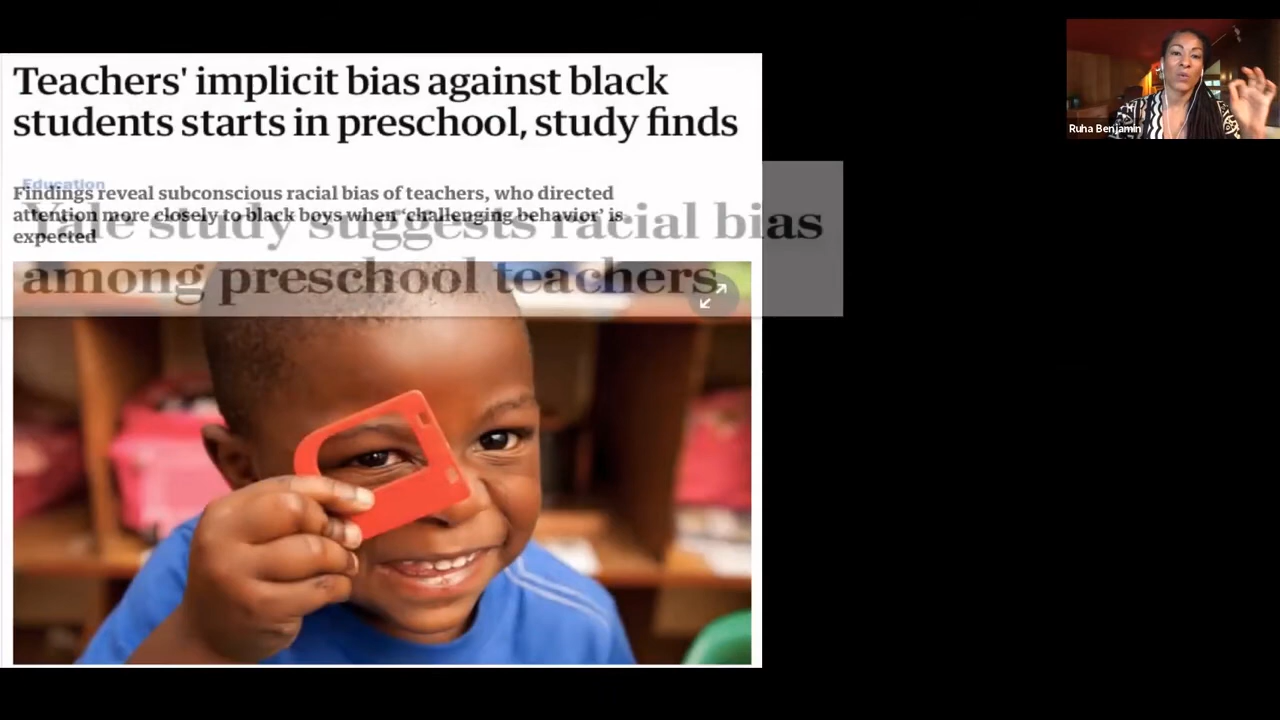 Teachers' implicit bias against black
students starts in preschool, study finds
Findings reveal subconscious racial bias of teachers, who directed
attention more closely to black boys when ‘challenging behavior’ is
expected
Education
Yale study suggests racial bias
among preschool teachers
Ruha Benjamin